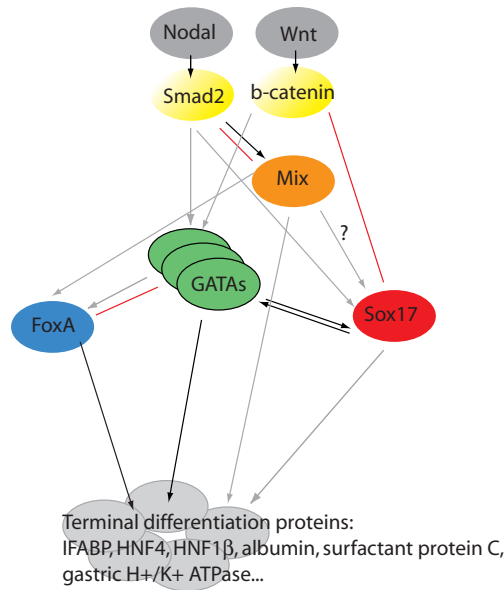 Nodal
Wnt
Smad2
b-catenin
Mix
?
GATAs
FoxA
Sox17
Terminal differentiation proteins:
IFABP, HNF4, HNF1β, albumin, surfactant protein C,
gastric H+/K+ ATPase...